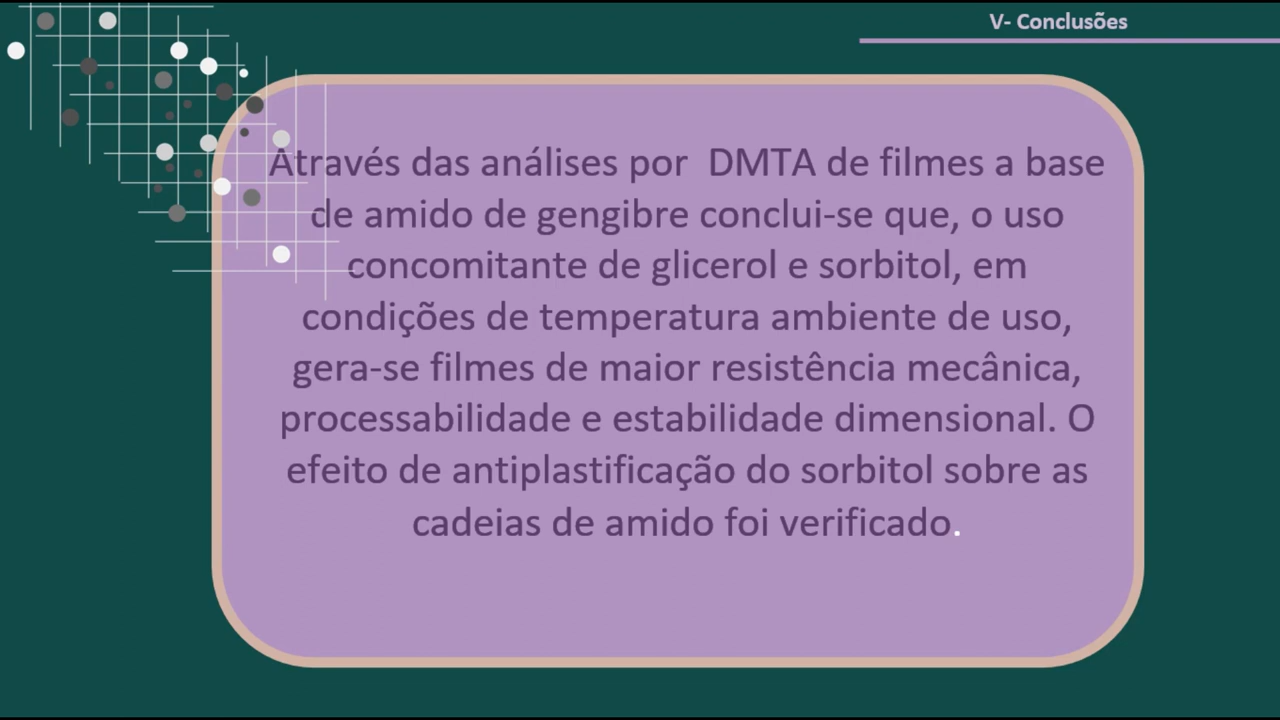 V- Conclusões
Através das análises por DMTA de filmes a base
de amido de gengibre conclui-se que, o uso
concomitante de glicerol e sorbitol, em
condições de temperatura ambiente de uso,
gera-se filmes de maior resistência mecânica,
processabilidade e estabilidade dimensional. O
efeito de antiplastificação do sorbitol sobre as
cadeias de amido foi verificado.